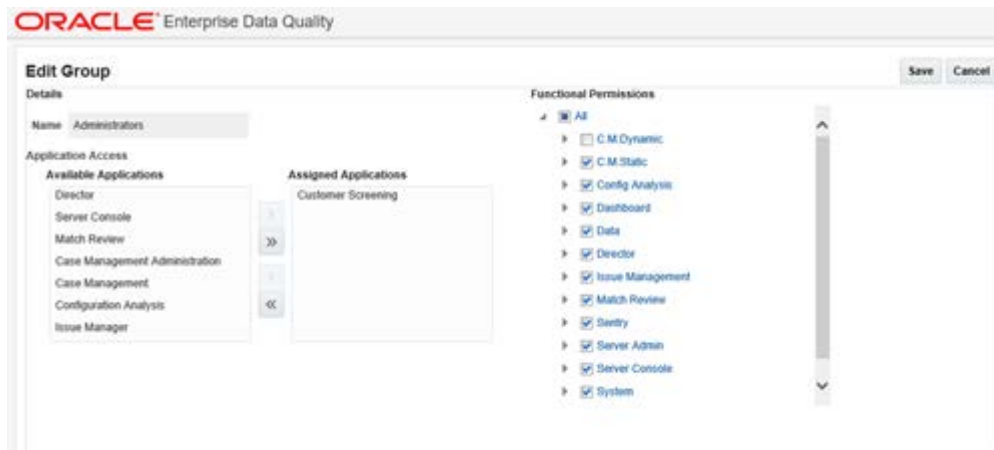 ORACLE Enterprise Data Quality
Edit Group
Save Cancel
Details
Name Administrators
Application Access
Available Applications
Director
Server Console
Match Review
Case Management Administration
Case Management
Configuration Analysis
Issue Manager
Assigned Applications
Customer Screening
Functional Permissions
All
C.M.Dynamic
C.M.Static
Config Analysis
Dashboard
Data
Director
Issue Management
Match Review
Sentry
Server Admin
Server Console
System